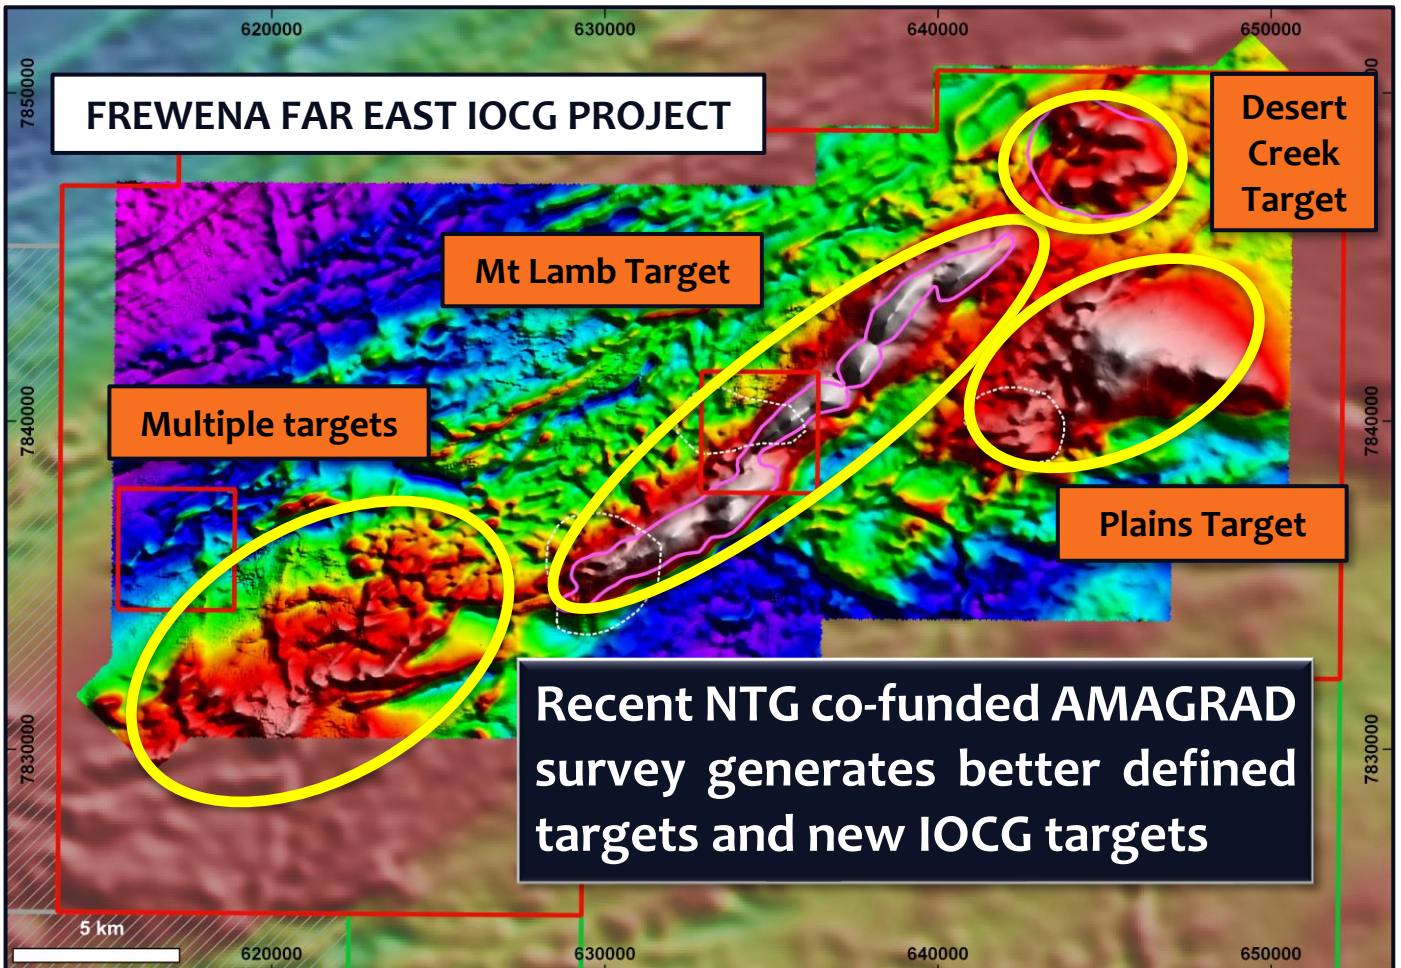 620000
630000
640000
650000
7850000
FREWENA FAR EAST IOCG PROJECT
Desert
Creek
Target
Mt Lamb Target
Multiple targets
7840000
7840000
Plains Target
Recent NTG co-funded AMAGRAD
survey generates better defined
targets and new IOCG targets
7830000
7830000
5 km
620000
630000
640000
650000